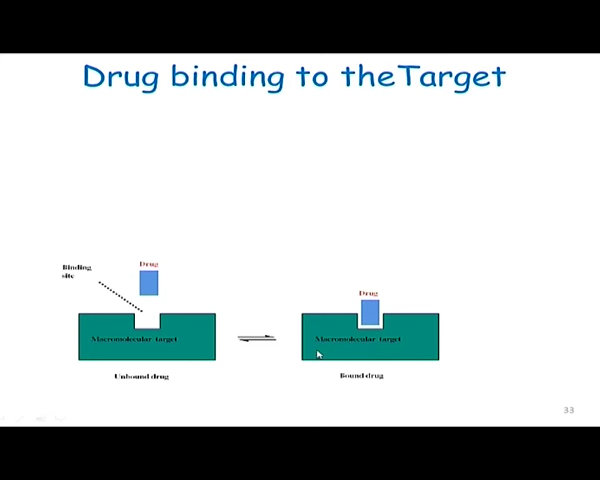 Drug binding to theTarget
Binding
site
Drug
Macromolecular target
Unbound drug
Drug
Macromolecular target
Bound drug
33